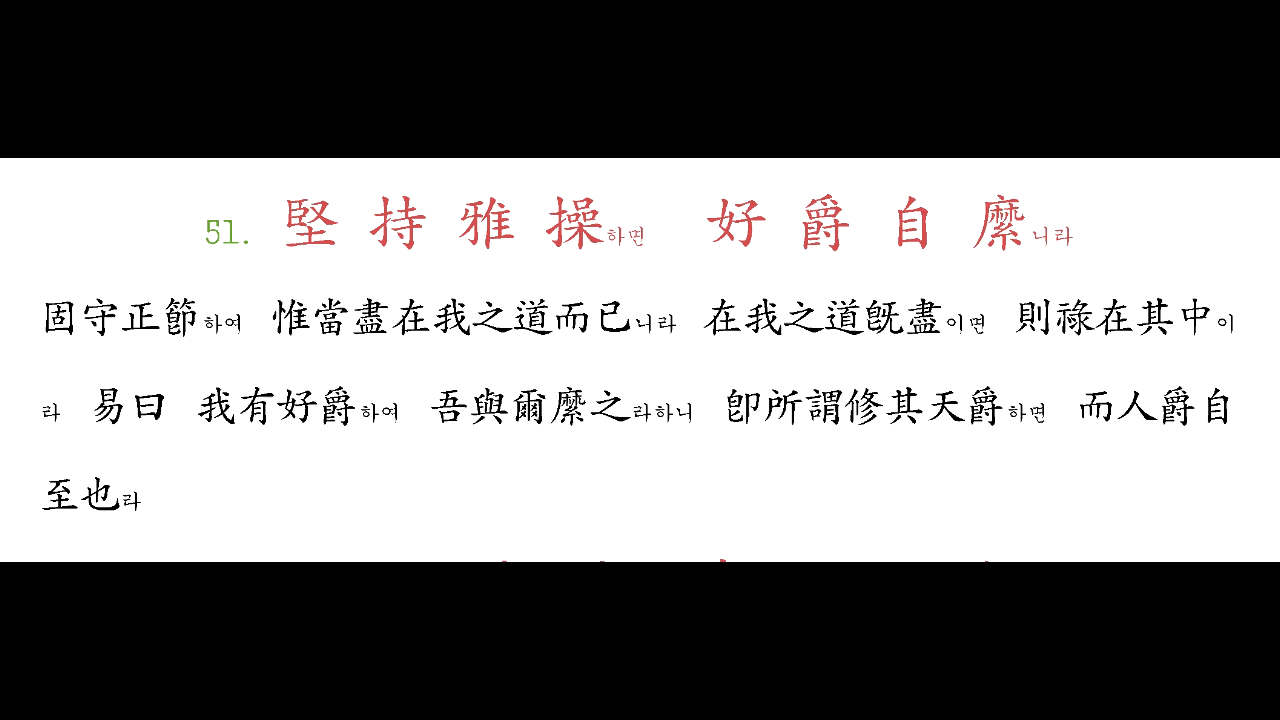 51. 堅持雅操하면 好爵自縻니라
固守正節하여 惟當盡在我之道而已니라 在我之道旣盡이면 則祿在其中이
라 易曰 我有好爵하여 吾與爾縻之라하니 卽所謂修其天爵하면 而人爵自
至也라